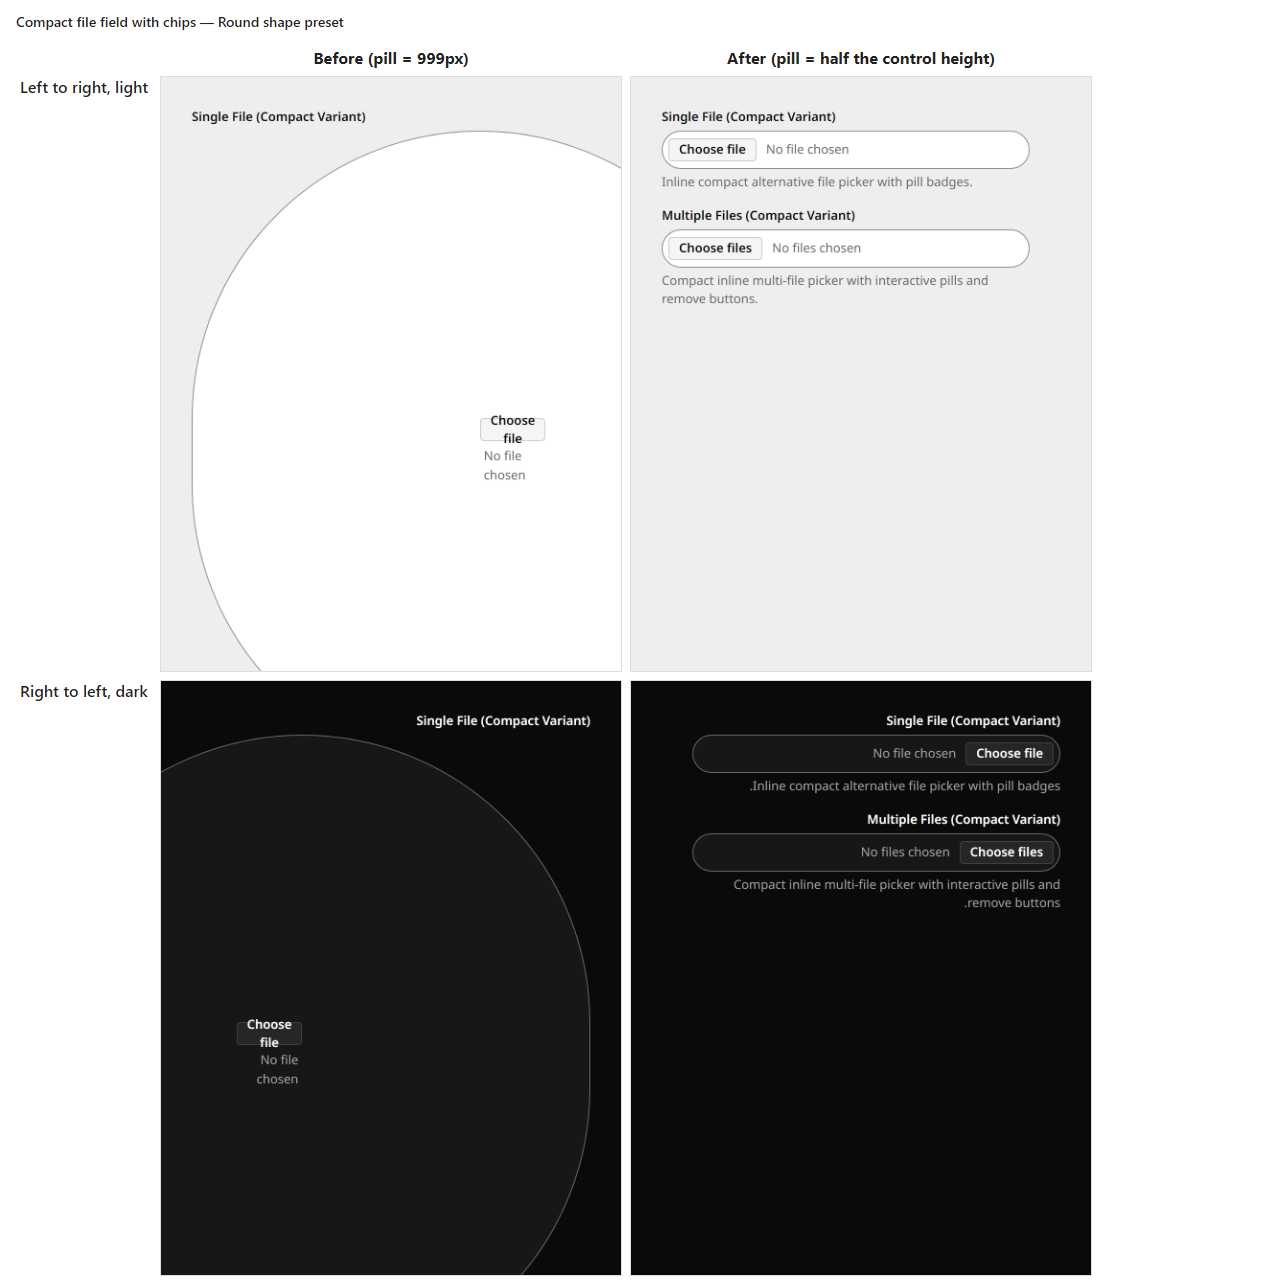 Compact file field with chips — Round shape preset
Before (pill = 999px)
After (pill = half the control height)
Left to right, light
Single File (Compact Variant)
Choose
file
No file
chosen
Single File (Compact Variant)
Choose file No file chosen
Inline compact alternative file picker with pill badges.
Multiple Files (Compact Variant)
Choose files No files chosen
Compact inline multi-file picker with interactive pills and
remove buttons.
Right to left, dark
Single File (Compact Variant)
Choose
file
No file
chosen
Single File (Compact Variant)
No file chosen Choose file
.Inline compact alternative file picker with pill badges
Multiple Files (Compact Variant)
No files chosen Choose files
Compact inline multi-file picker with interactive pills and
.remove buttons